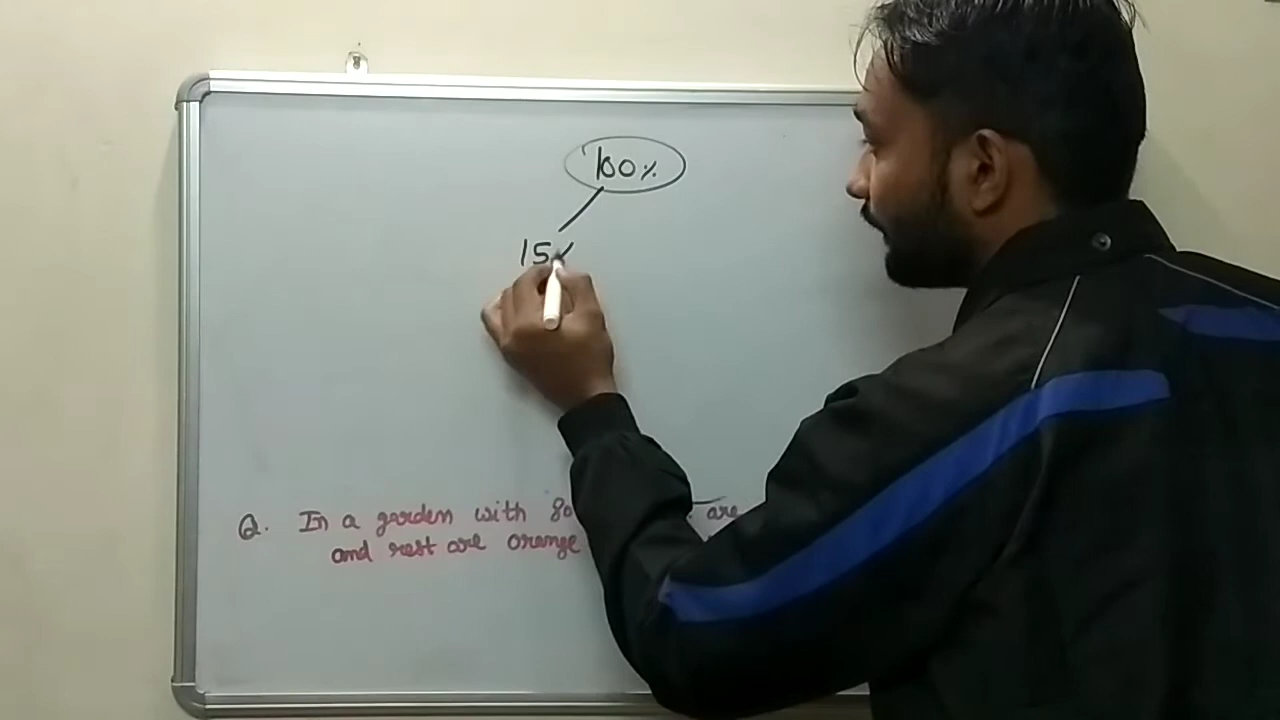 100%
15%
Q. In a garden with 80 are
and rest are orange